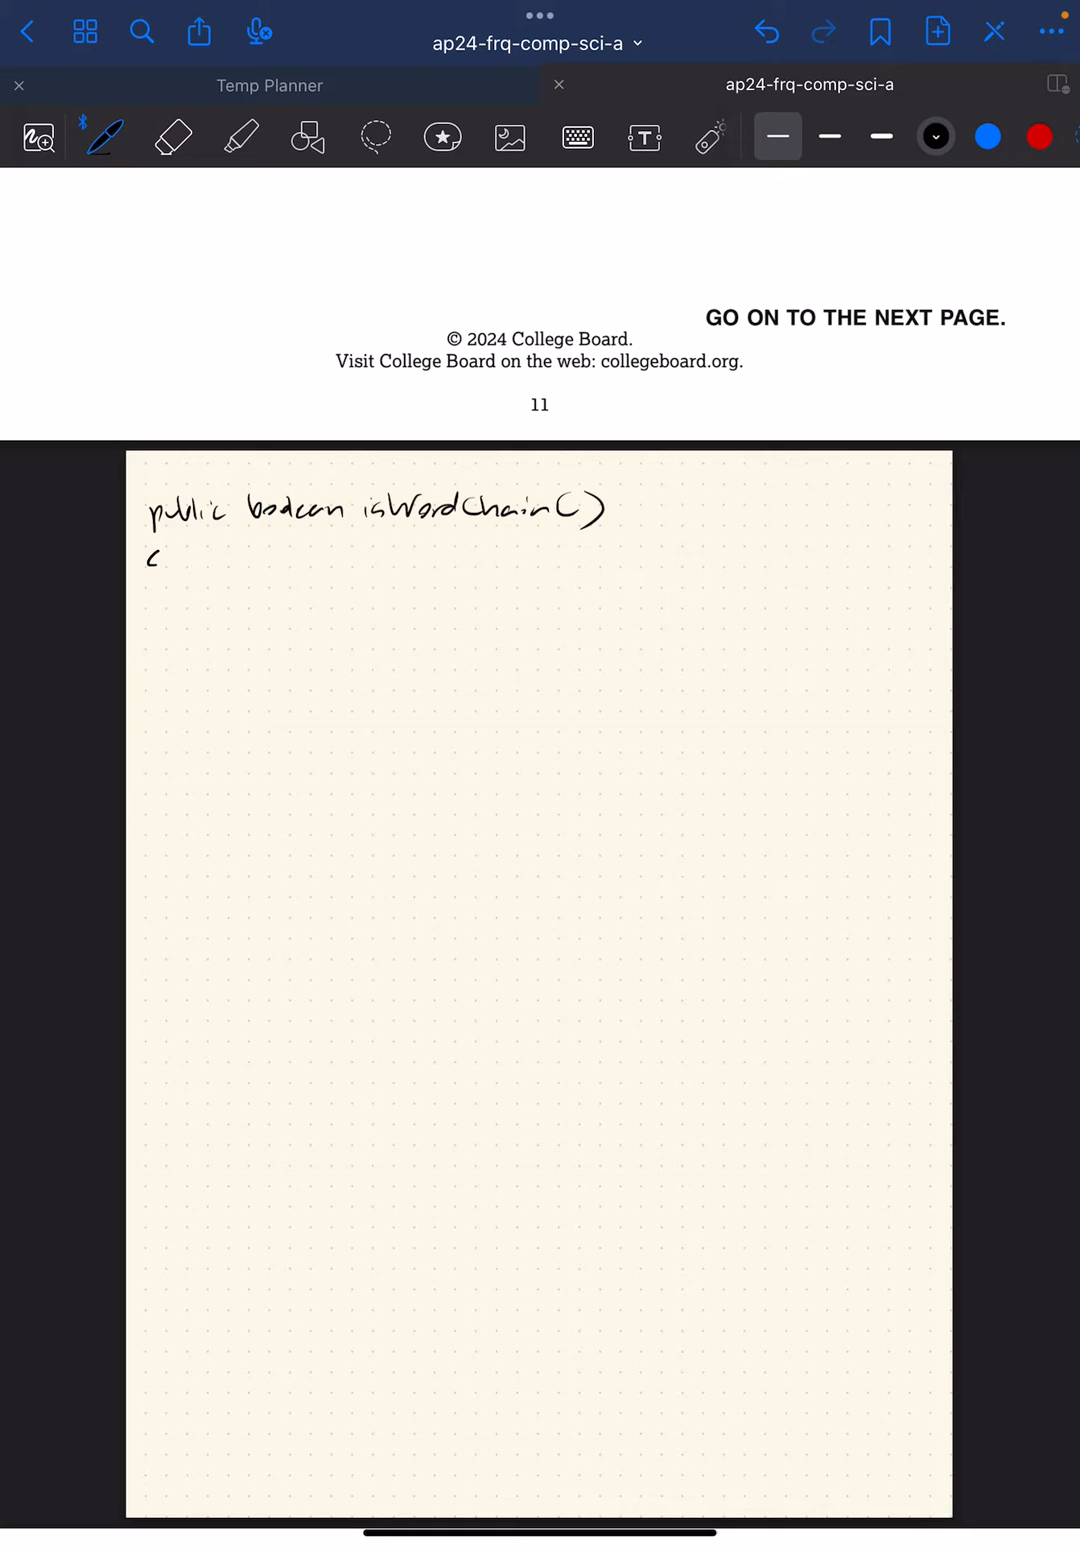 ap24-frq-comp-sci-a
Temp Planner
ap24-frq-comp-sci-a
T
GO ON TO THE NEXT PAGE.
© 2024 College Board.
Visit College Board on the web: collegeboard.org.
11
public boolean isWordChain()
{